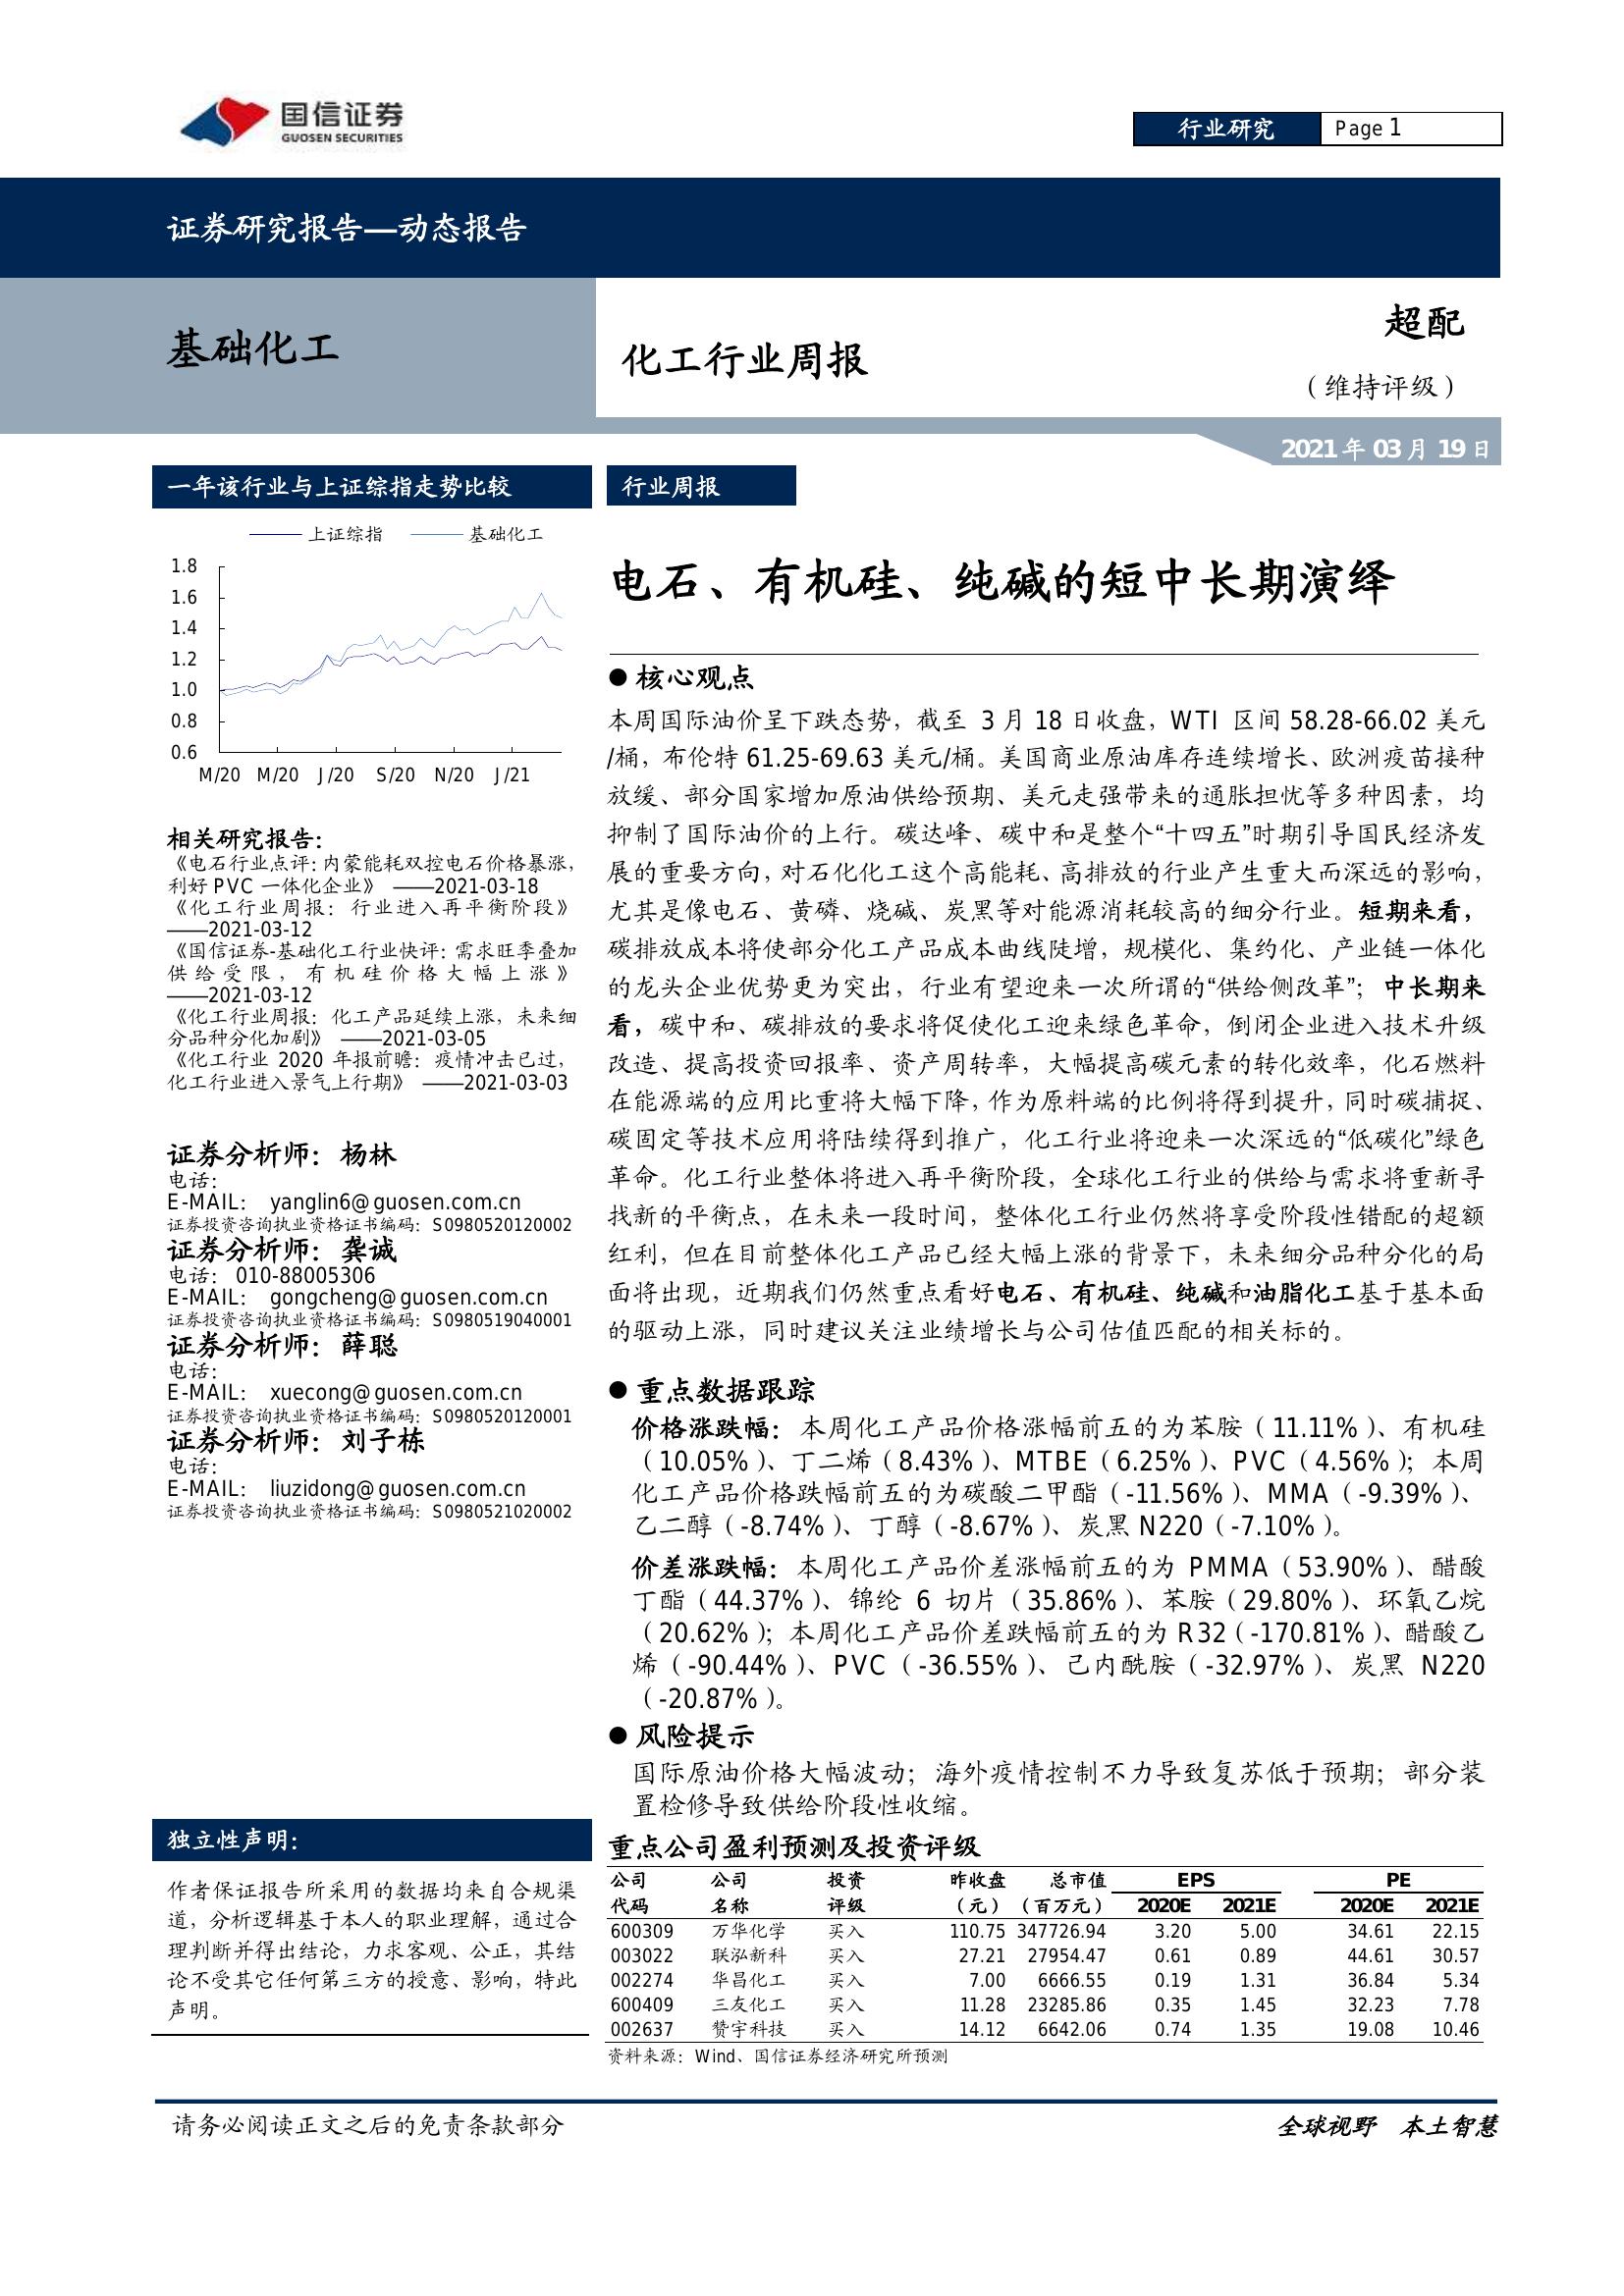 国信证券
GUOSEN SECURITIES
行业研究
Page 1
证券研究报告—动态报告
基础化工
化工行业周报
超配
（维持评级）
2021 年 03 月 19 日
一年该行业与上证综指走势比较
上证综指 基础化工
1.8
1.6
1.4
1.2
1.0
0.8
0.6
M/20 M/20 J/20 S/20 N/20 J/21
相关研究报告：
《电石行业点评：内蒙能耗双控电石价格暴涨，
利好 PVC 一体化企业》 ——2021-03-18
《化工行业周报：行业进入再平衡阶段》
——2021-03-12
《国信证券-基础化工行业快评：需求旺季叠加
供给受限，有机硅价格大幅上涨》
——2021-03-12
《化工行业周报：化工产品延续上涨，未来细
分品种分化加剧》 ——2021-03-05
《化工行业 2020 年报前瞻：疫情冲击已过，
化工行业进入景气上行期》 ——2021-03-03
证券分析师：杨林
电话：
E-MAIL： yanglin6@guosen.com.cn
证券投资咨询执业资格证书编码：S0980520120002
证券分析师：龚诚
电话： 010-88005306
E-MAIL： gongcheng@guosen.com.cn
证券投资咨询执业资格证书编码：S0980519040001
证券分析师：薛聪
电话：
E-MAIL： xuecong@guosen.com.cn
证券投资咨询执业资格证书编码：S0980520120001
证券分析师：刘子栋
电话：
E-MAIL： liuzidong@guosen.com.cn
证券投资咨询执业资格证书编码：S0980521020002
独立性声明：
作者保证报告所采用的数据均来自合规渠
道，分析逻辑基于本人的职业理解，通过合
理判断并得出结论，力求客观、公正，其结
论不受其它任何第三方的授意、影响，特此
声明。
行业周报
电石、有机硅、纯碱的短中长期演绎
● 核心观点
本周国际油价呈下跌态势，截至 3 月 18 日收盘，WTI 区间 58.28-66.02 美元
/桶，布伦特 61.25-69.63 美元/桶。美国商业原油库存连续增长、欧洲疫苗接种
放缓、部分国家增加原油供给预期、美元走强带来的通胀担忧等多种因素，均
抑制了国际油价的上行。碳达峰、碳中和是整个“十四五”时期引导国民经济发
展的重要方向，对石化化工这个高能耗、高排放的行业产生重大而深远的影响，
尤其是像电石、黄磷、烧碱、炭黑等对能源消耗较高的细分行业。短期来看，
碳排放成本将使部分化工产品成本曲线陡增，规模化、集约化、产业链一体化
的龙头企业优势更为突出，行业有望迎来一次所谓的“供给侧改革”；中长期来
看，碳中和、碳排放的要求将促使化工迎来绿色革命，倒闭企业进入技术升级
改造、提高投资回报率、资产周转率，大幅提高碳元素的转化效率，化石燃料
在能源端的应用比重将大幅下降，作为原料端的比例将得到提升，同时碳捕捉、
碳固定等技术应用将陆续得到推广，化工行业将迎来一次深远的“低碳化”绿色
革命。化工行业整体将进入再平衡阶段，全球化工行业的供给与需求将重新寻
找新的平衡点，在未来一段时间，整体化工行业仍然将享受阶段性错配的超额
红利，但在目前整体化工产品已经大幅上涨的背景下，未来细分品种分化的局
面将出现，近期我们仍然重点看好电石、有机硅、纯碱和油脂化工基于基本面
的驱动上涨，同时建议关注业绩增长与公司估值匹配的相关标的。
● 重点数据跟踪
价格涨跌幅：本周化工产品价格涨幅前五的为苯胺（11.11%）、有机硅
（10.05%）、丁二烯（8.43%）、MTBE（6.25%）、PVC（4.56%）；本周
化工产品价格跌幅前五的为碳酸二甲酯（-11.56%）、MMA（-9.39%）、
乙二醇（-8.74%）、丁醇（-8.67%）、炭黑 N220（-7.10%）。
价差涨跌幅：本周化工产品价差涨幅前五的为 PMMA（53.90%）、醋酸
丁酯（44.37%）、锦纶 6 切片（35.86%）、苯胺（29.80%）、环氧乙烷
（20.62%）；本周化工产品价差跌幅前五的为 R32（-170.81%）、醋酸乙
烯（-90.44%）、PVC（-36.55%）、己内酰胺（-32.97%）、炭黑 N220
（-20.87%）。
● 风险提示
国际原油价格大幅波动；海外疫情控制不力导致复苏低于预期；部分装
置检修导致供给阶段性收缩。
重点公司盈利预测及投资评级
公司 公司 投资 昨收盘 总市值 EPS PE
代码 名称 评级 （元） （百万元） 2020E 2021E 2020E 2021E
600309 万华化学 买入 110.75 347726.94 3.20 5.00 34.61 22.15
003022 联泓新科 买入 27.21 27954.47 0.61 0.89 44.61 30.57
002274 华昌化工 买入 7.00 6666.55 0.19 1.31 36.84 5.34
600409 三友化工 买入 11.28 23285.86 0.35 1.45 32.23 7.78
002637 赞宇科技 买入 14.12 6642.06 0.74 1.35 19.08 10.46
资料来源：Wind、国信证券经济研究所预测
请务必阅读正文之后的免责条款部分
全球视野 本土智慧